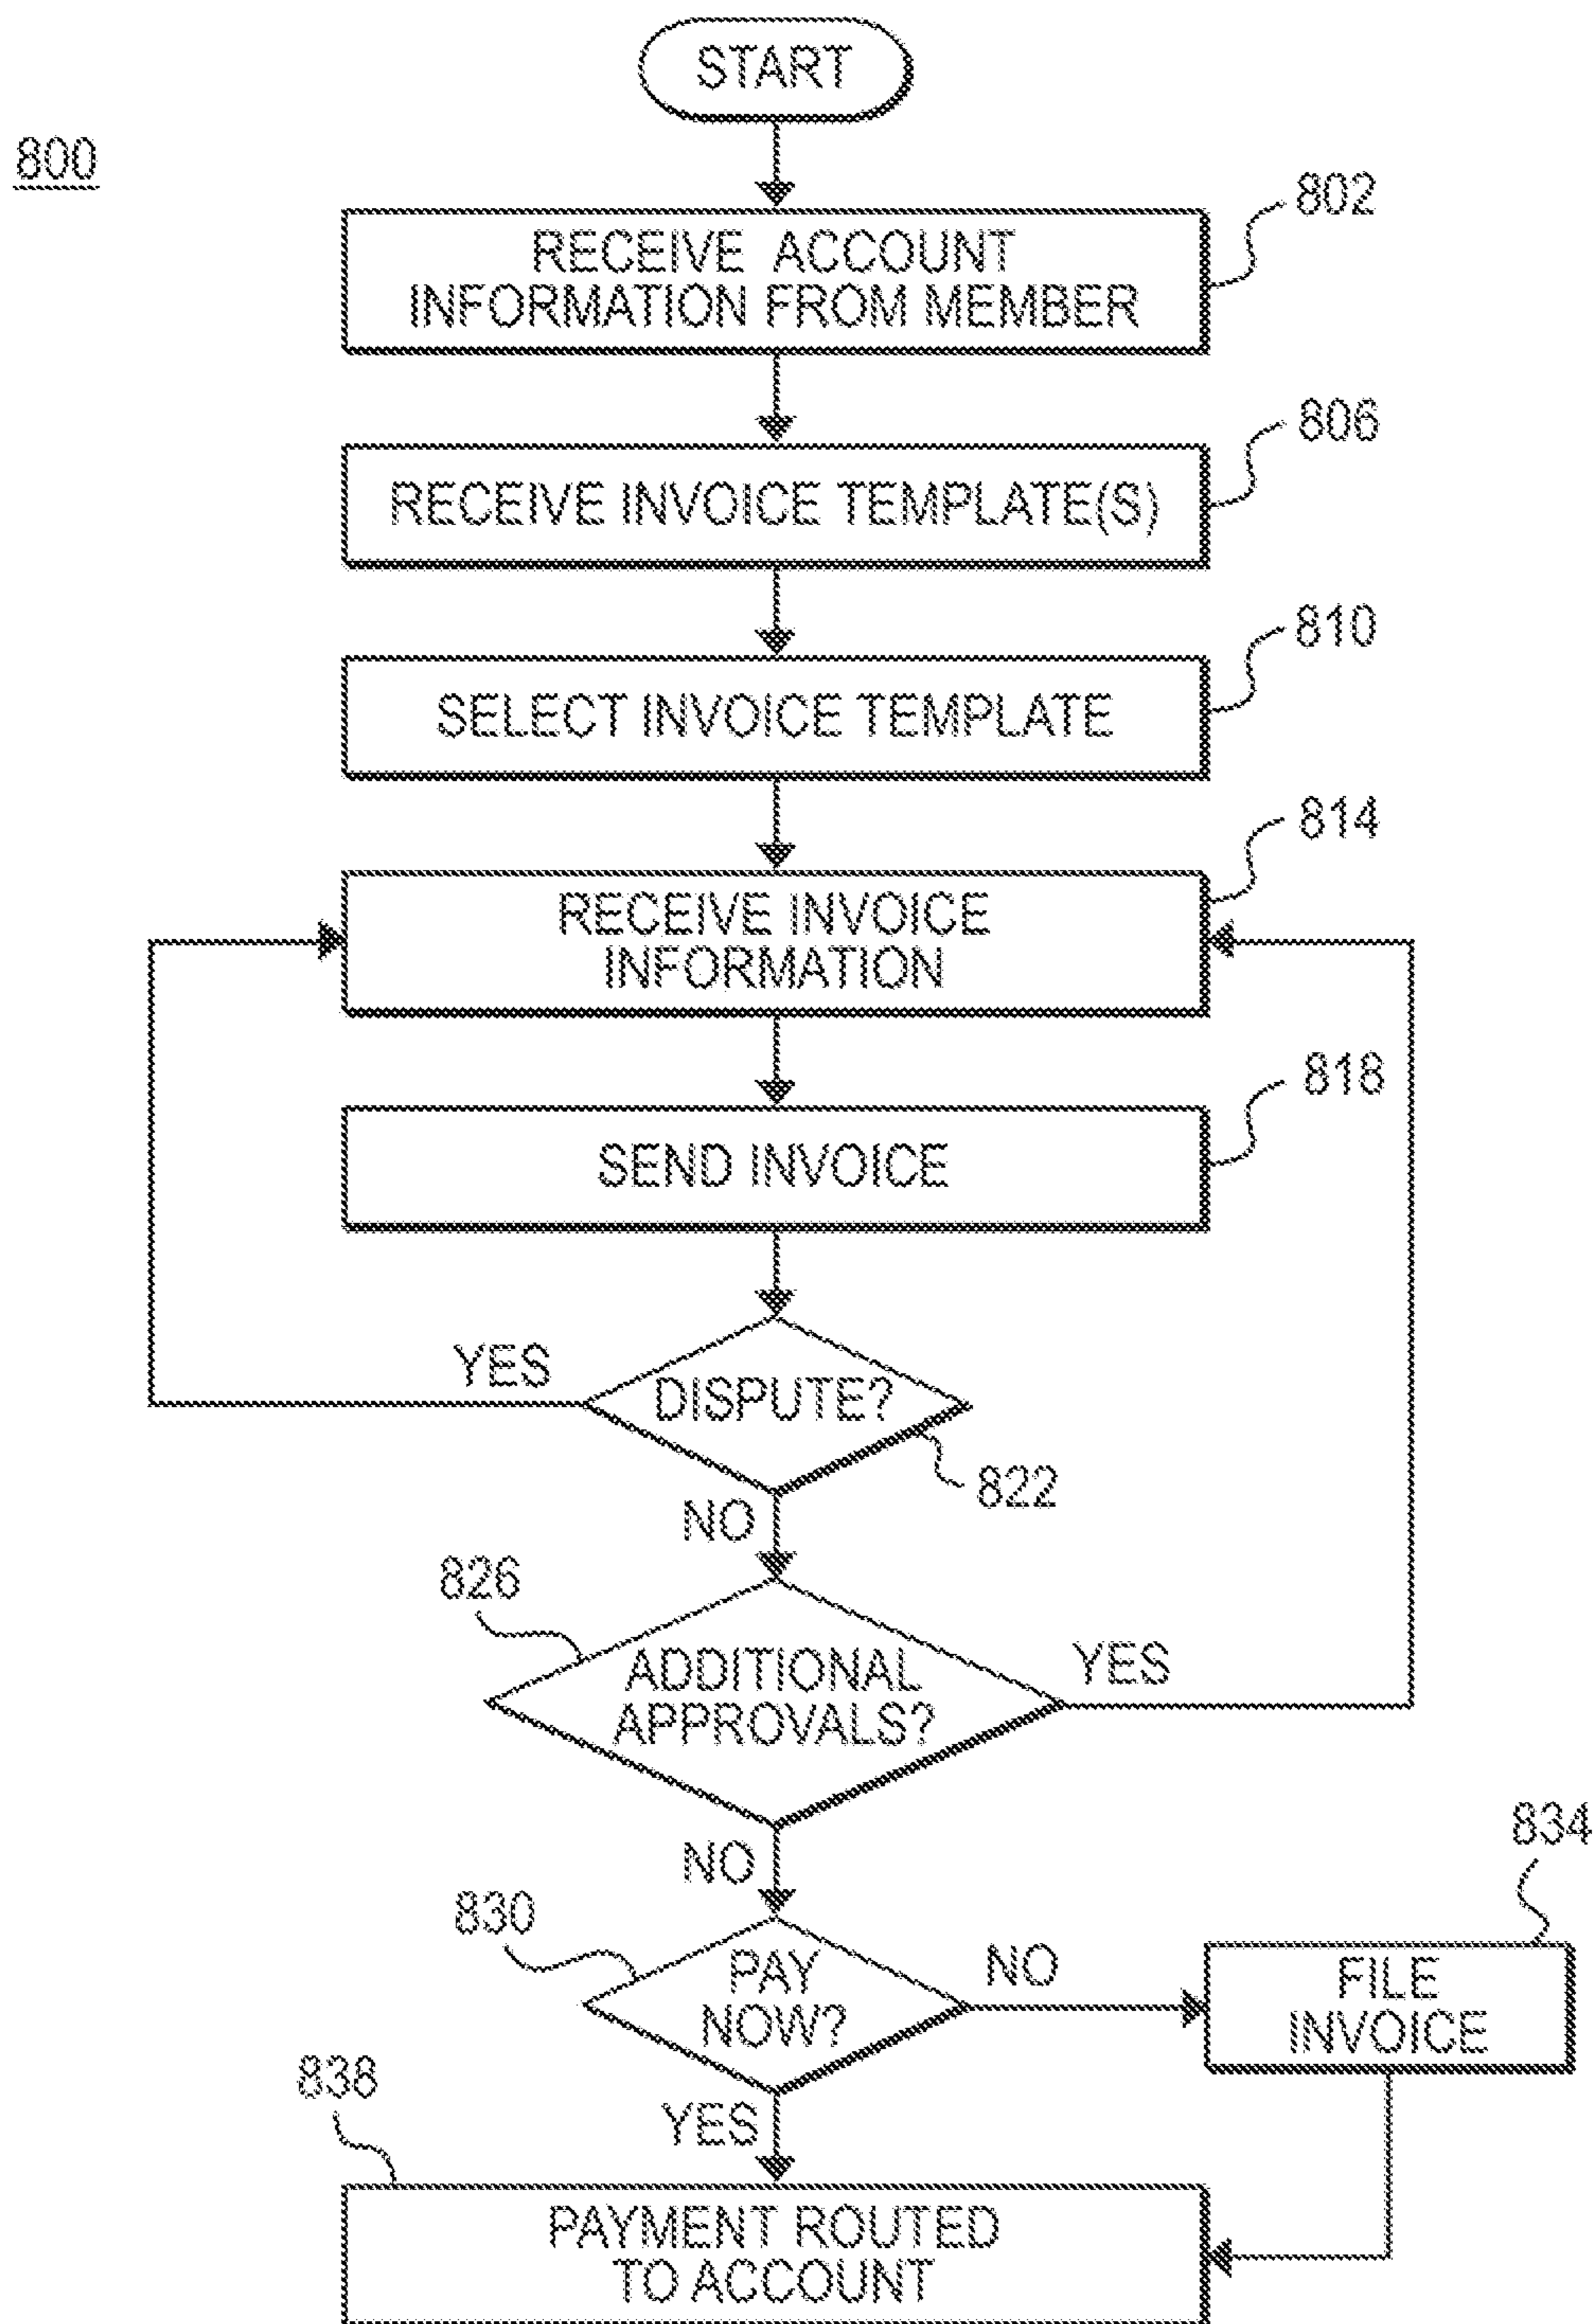 START
800
802
RECEIVE ACCOUNT
INFORMATION FROM MEMBER
806
RECEIVE INVOICE TEMPLATE(S)
810
SELECT INVOICE TEMPLATE
814
RECEIVE INVOICE
INFORMATION
818
SEND INVOICE
YES
DISPUTE?
822
NO
826
ADDITIONAL
APPROVALS?
YES
NO
834
830
PAY
NOW?
NO
FILE
INVOICE
838
YES
PAYMENT ROUTED
TO ACCOUNT